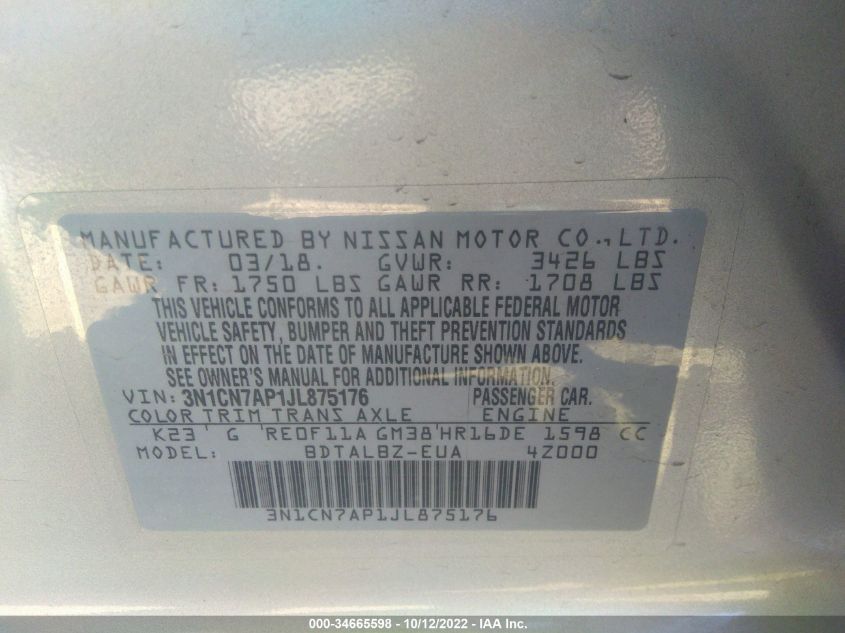 MANUFACTURED BY NISSAN MOTOR CO., LTD.
DATE: 03/18. GVWR: 3426 LBS
GAWR FR: 1750 LBS GAWR RR: 1708 LBS
THIS VEHICLE CONFORMS TO ALL APPLICABLE FEDERAL MOTOR
VEHICLE SAFETY, BUMPER AND THEFT PREVENTION STANDARDS
IN EFFECT ON THE DATE OF MANUFACTURE SHOWN ABOVE.
SEE OWNER'S MANUAL FOR ADDITIONAL INFORMATION.
VIN: 3N1CN7AP1JL875176 PASSENGER CAR.
COLOR TRIM TRANS AXLE ENGINE
K23 G RE0F11A GM38 HR16DE 1598 CC
MODEL: BDTALBZ-EUA 4Z000
3N1CN7AP1JL875176
000-34665598 - 10/12/2022 - IAA Inc.